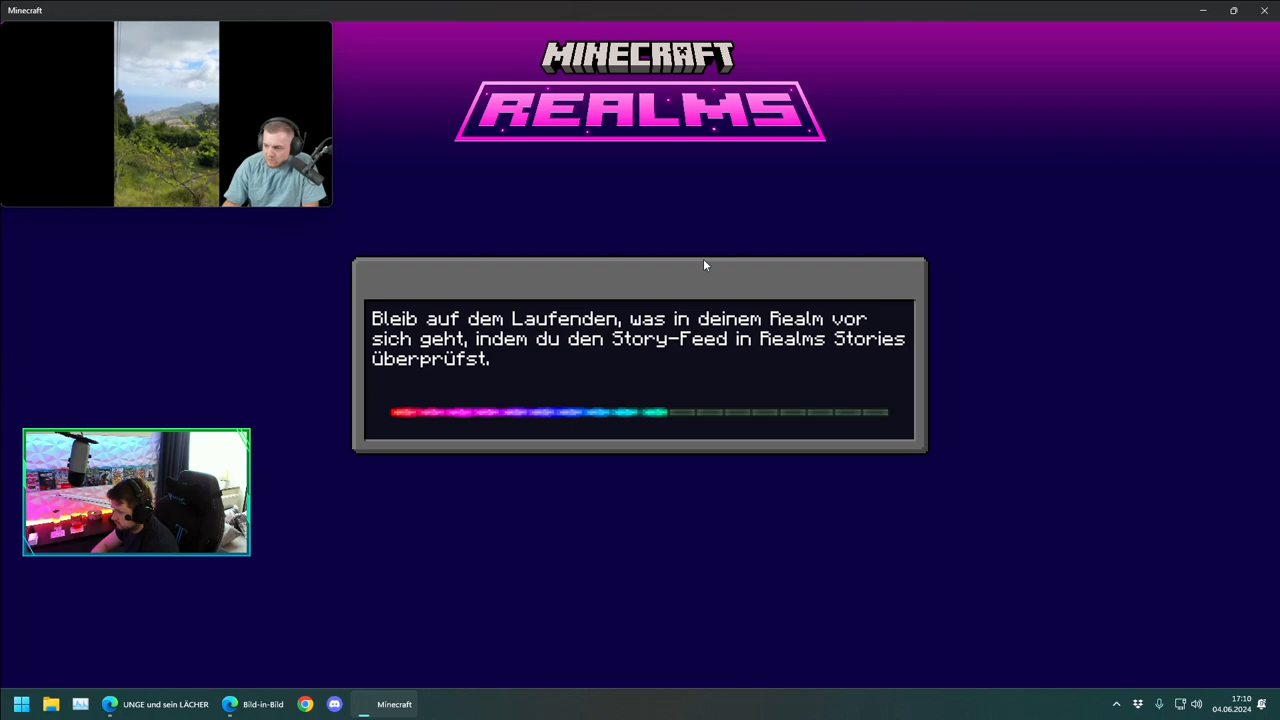 Minecraft
MINECRAFT
REALMS
Bleib auf dem Laufenden, was in deinem Realm vor
sich geht, indem du den Story-Feed in Realms Stories
überprüfst.
UNGE und sein LÄCHER
Bild-in-Bild
Minecraft
17:10
04.06.2024